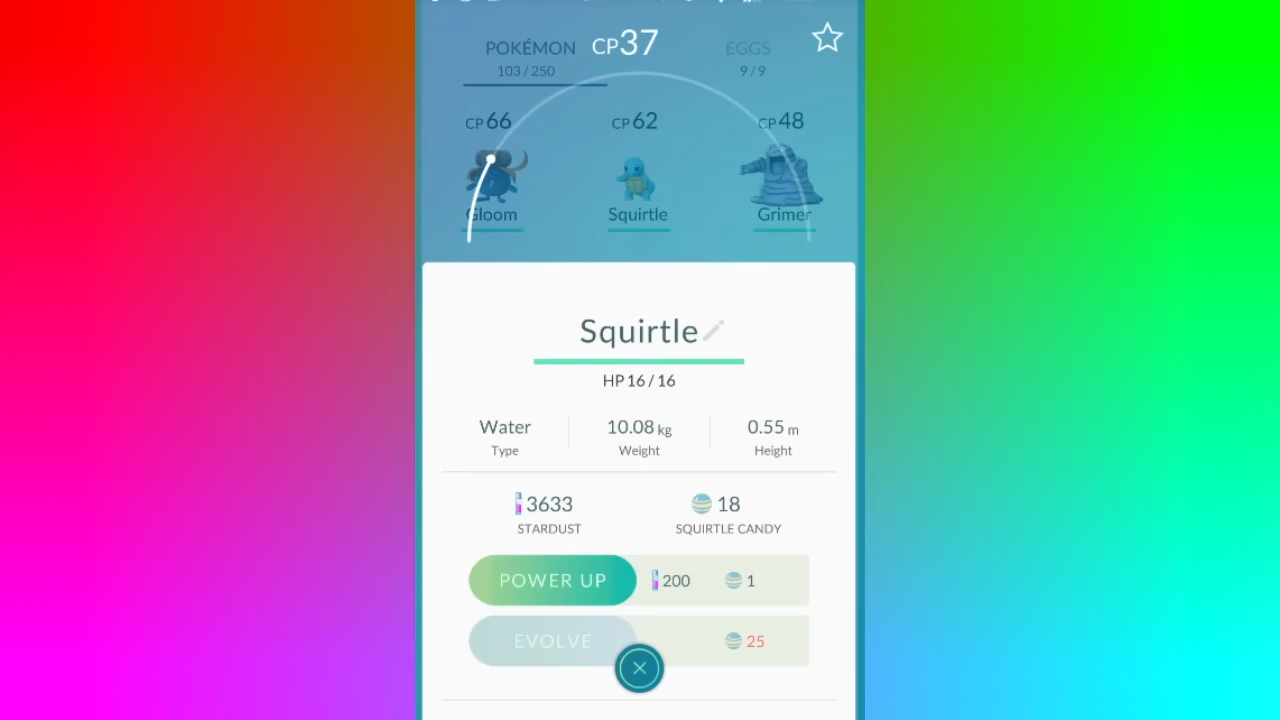 POKÉMON CP37 EGGS
103 / 250 9 / 9
CP66 CP62 CP48
Gloom Squirtle Grimer
Squirtle
HP 16 / 16
Water 10.08 kg 0.55 m
Type Weight Height
3633 18
STARDUST SQUIRTLE CANDY
POWER UP 200 1
EVOLVE 25